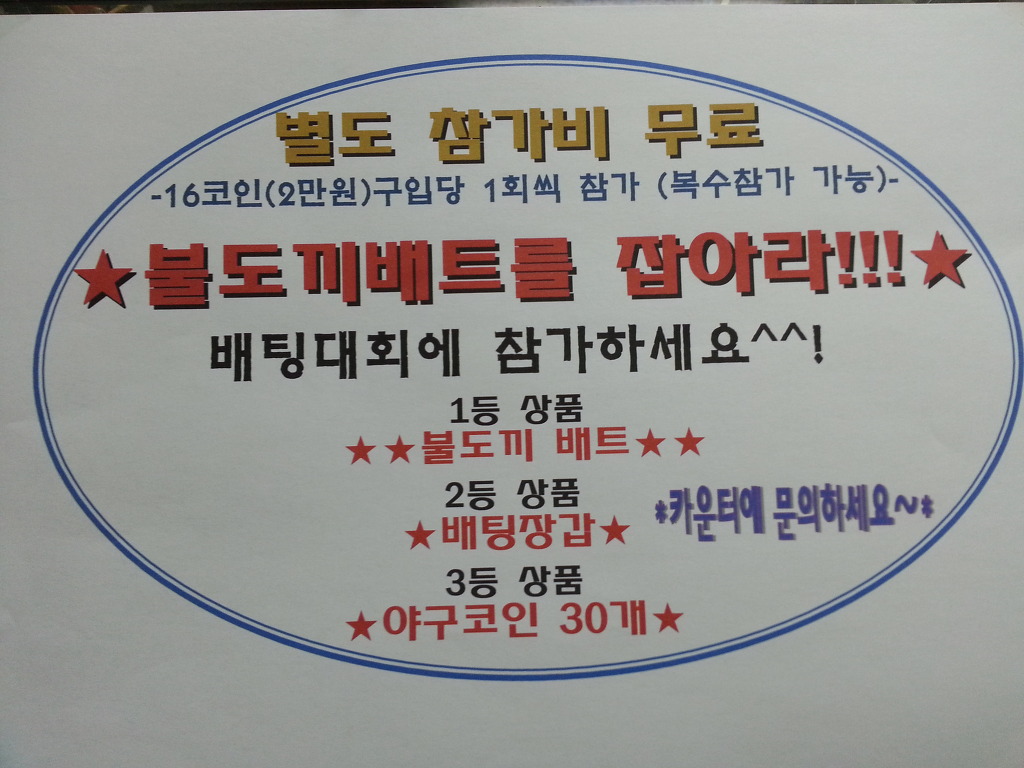 별도 참가비 무료
-16코인(2만원)구입당 1회씩 참가 (복수참가 가능)-
★불도끼배트를 잡아라!!!★
배팅대회에 참가하세요^^!
1등 상품
★★불도끼 배트★★
2등 상품
★배팅장갑★
*카운터에 문의하세요~*
3등 상품
★야구코인 30개★